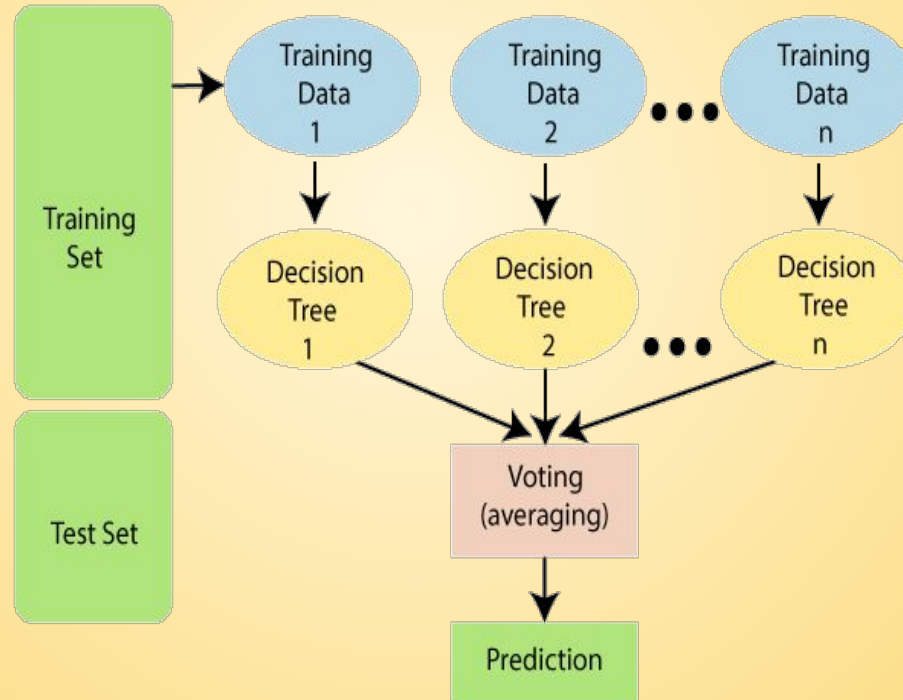 Training
Set
Training
Data
1
Training
Data
2
Training
Data
n
Decision
Tree
1
Decision
Tree
2
Decision
Tree
n
Test Set
Voting
(averaging)
Prediction